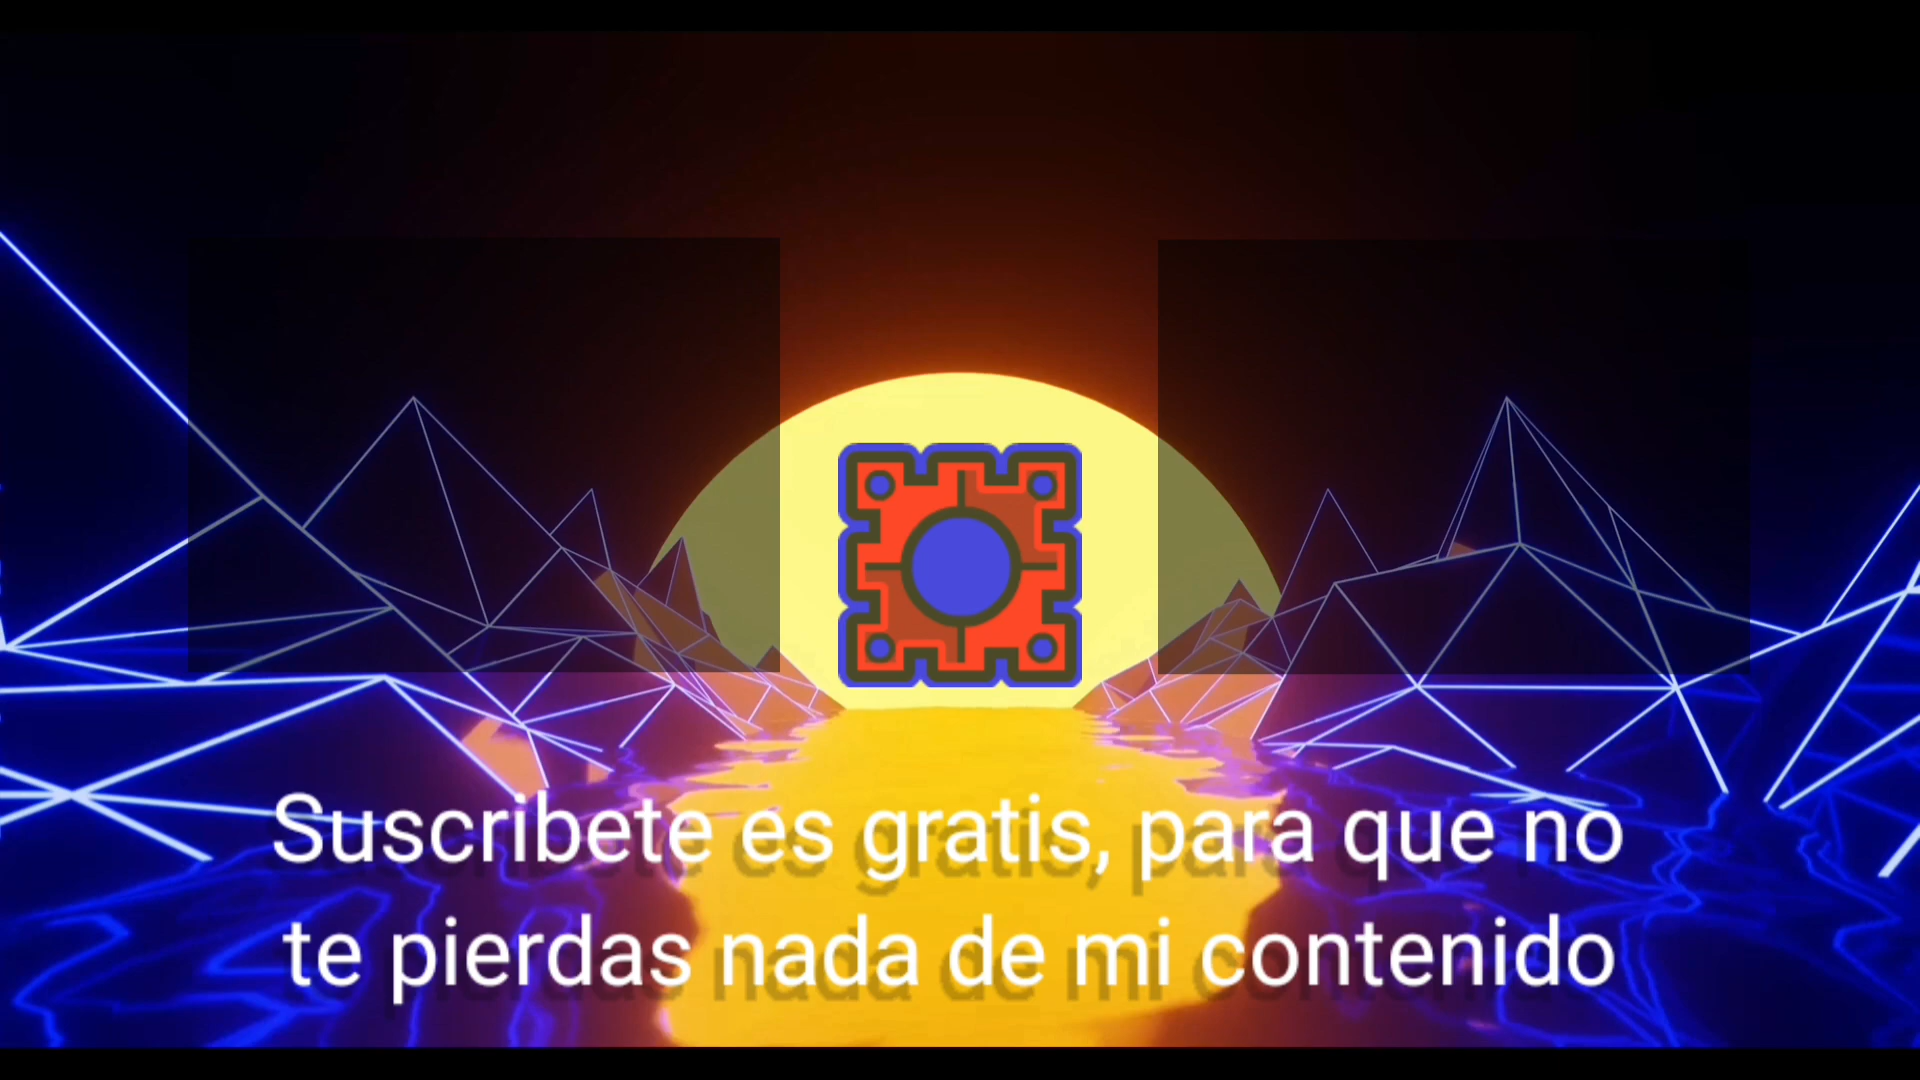 Suscribete es gratis, para que no
te pierdas nada de mi contenido